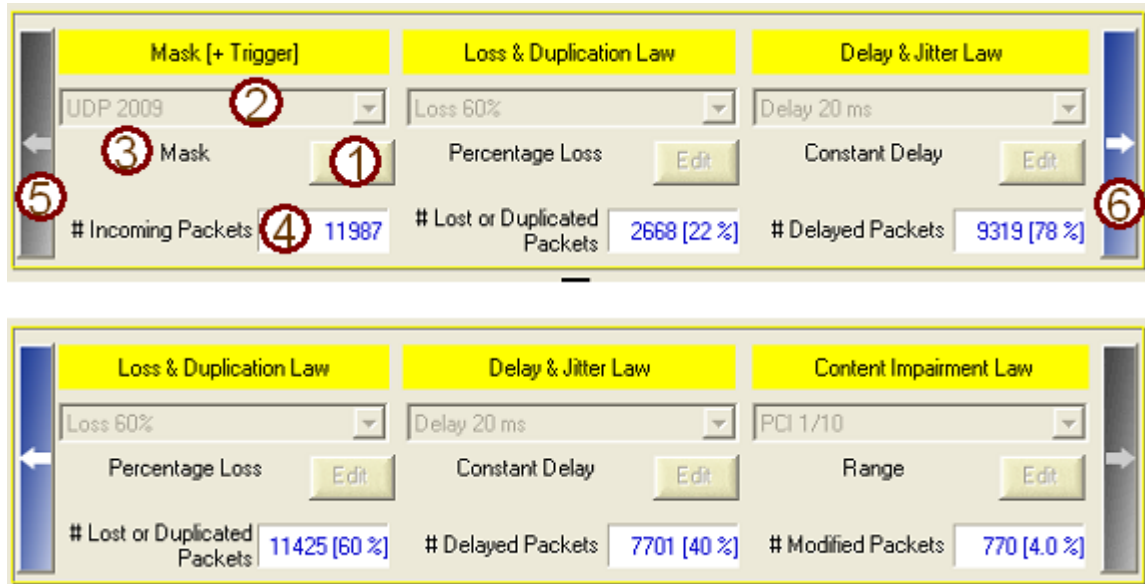 Mask [+ Trigger] Loss & Duplication Law Delay & Jitter Law
UDP 2009 2 Loss 60% Delay 20 ms
3 Mask 1 Percentage Loss Edit Constant Delay Edit
5 6
# Incoming Packets 4 11987 # Lost or Duplicated Packets 2668 [22 %] # Delayed Packets 9319 [78 %]
Loss & Duplication Law Delay & Jitter Law Content Impairment Law
Loss 60% Delay 20 ms PCI 1/10
Percentage Loss Edit Constant Delay Edit Range Edit
# Lost or Duplicated Packets 11425 [60 %] # Delayed Packets 7701 [40 %] # Modified Packets 770 [4.0 %]